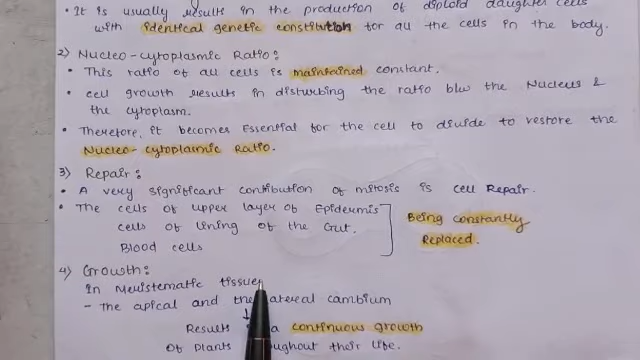 • It is usually results in the production of diploid daughter cells
with identical genetic constitution for all the cells in the body.
2) Nucleo-cytoplasmic Ratio:
• This ratio of all cells is maintained constant.
• cell growth results in disturbing the ratio blw the Nucleus &
the cytoplasm.
• Therefore, it becomes Essential for the cell to divide to restore the
Nucleo-cytoplasmic Ratio.
3) Repair:
• A very significant contribution of mitosis is cell Repair.
• The cells of upper layer of Epidermis
cells of lining of the Gut.
Blood cells
Being constantly
Replaced.
4) Growth:
In Meristematic tissues
- The apical and the lateral cambium
↓
Results a continuous growth
of plants throughout their life.